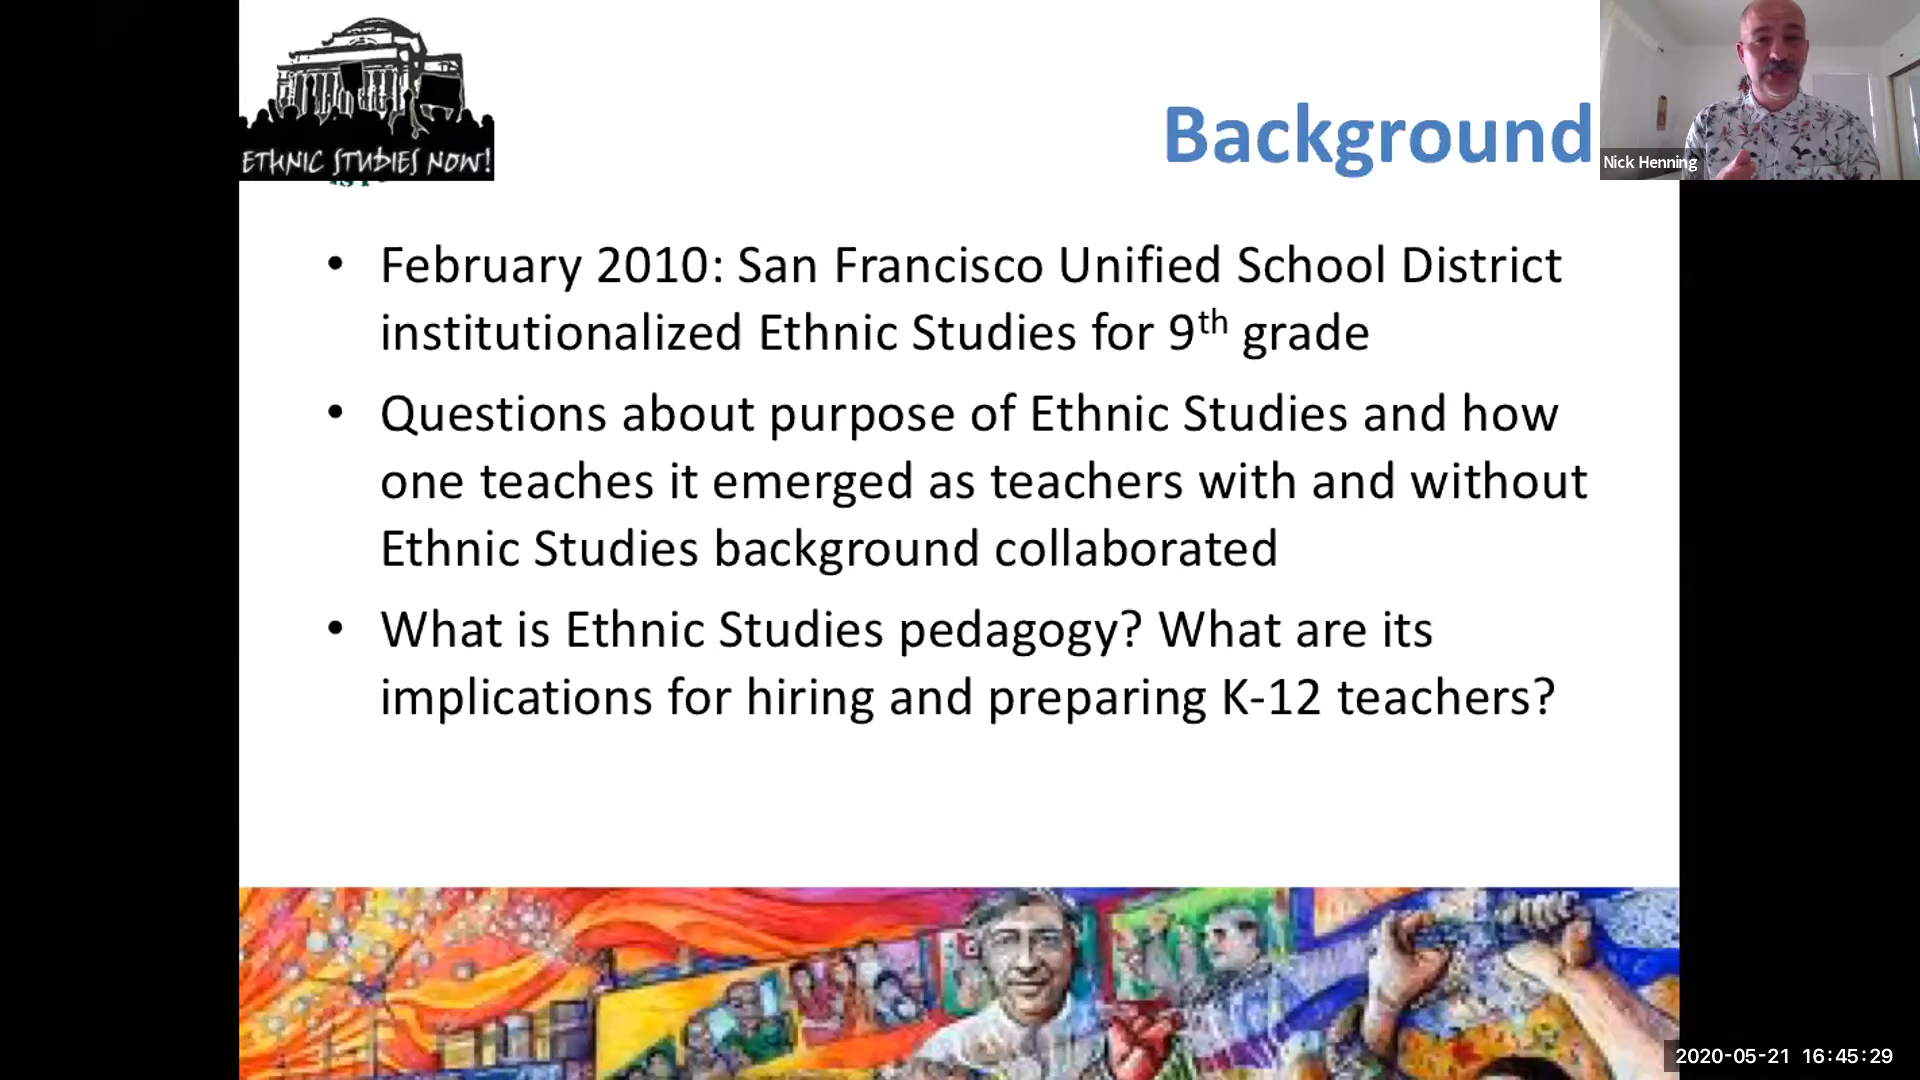 ETHNIC STUDIES NOW!
Background
Nick Henning
• February 2010: San Francisco Unified School District
institutionalized Ethnic Studies for 9th grade
• Questions about purpose of Ethnic Studies and how
one teaches it emerged as teachers with and without
Ethnic Studies background collaborated
• What is Ethnic Studies pedagogy? What are its
implications for hiring and preparing K-12 teachers?
2020-05-21 16:45:29